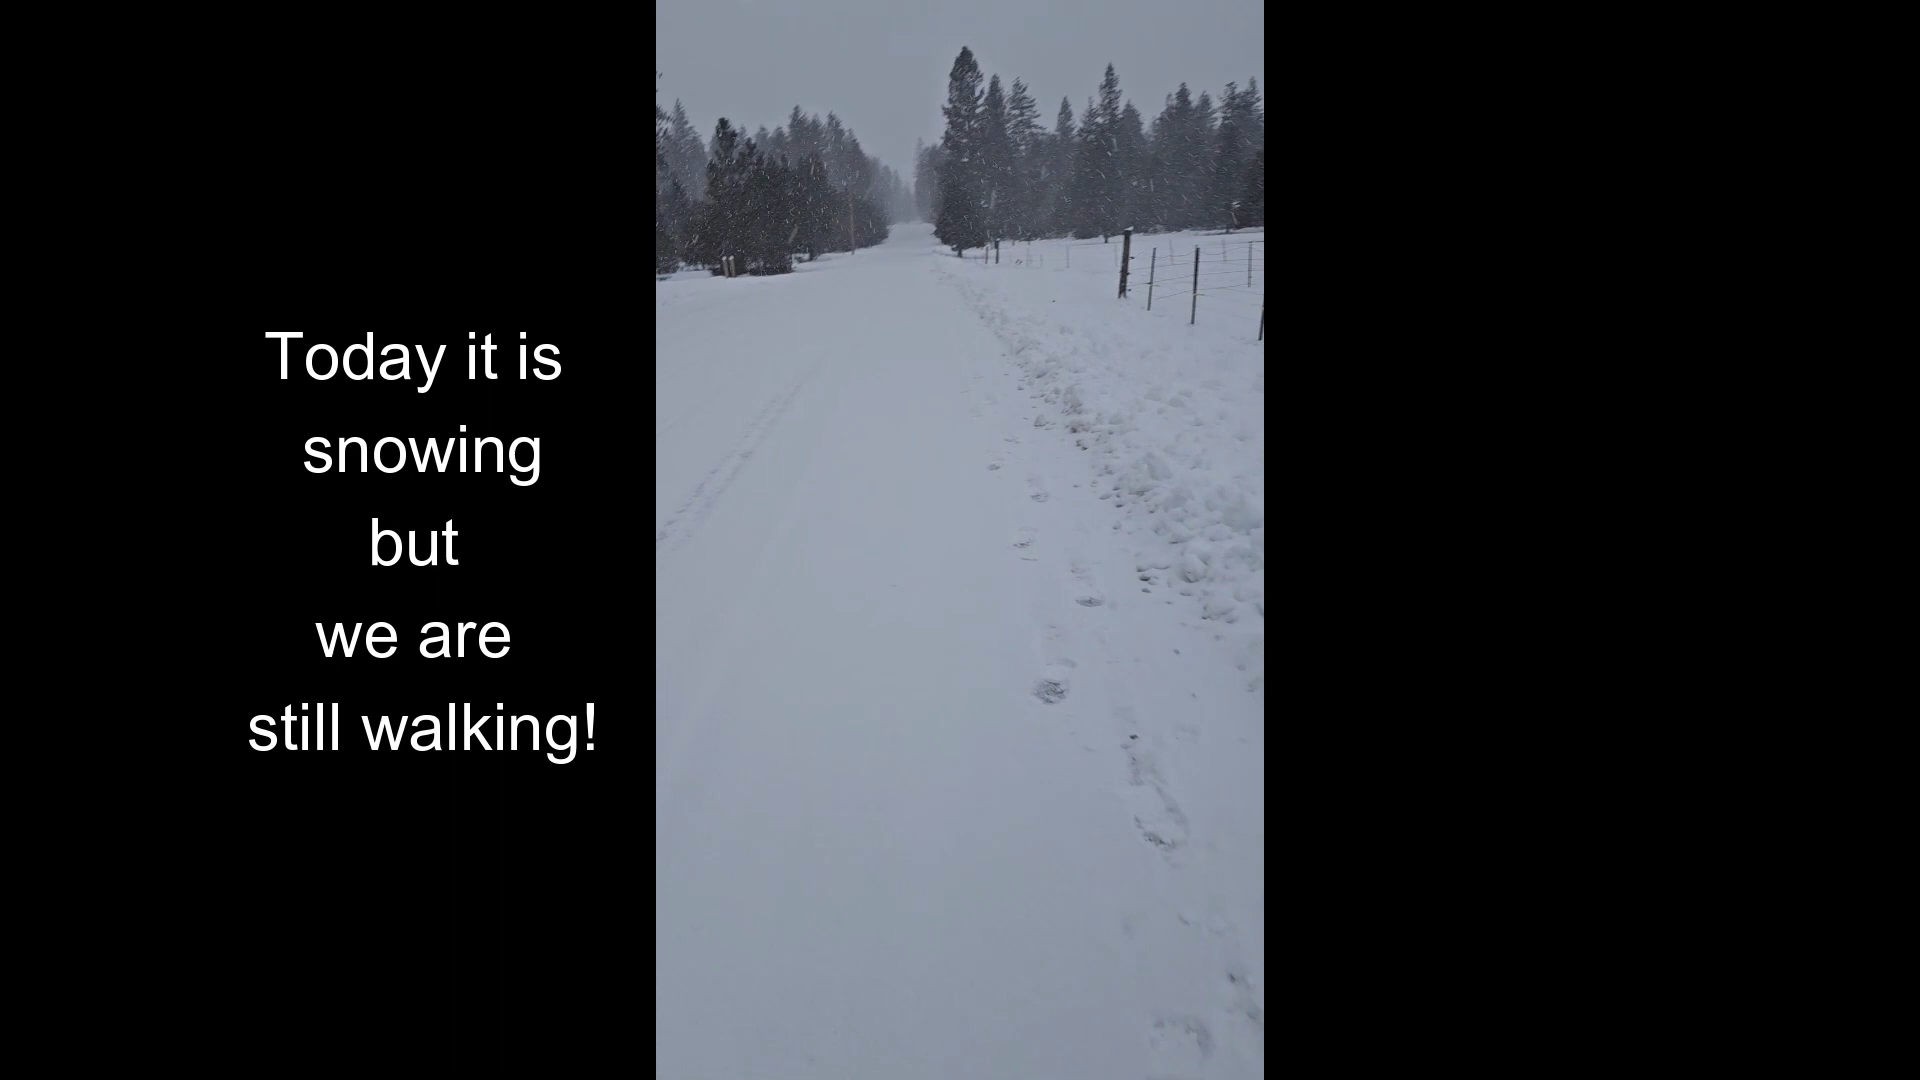 Today it is
snowing
but
we are
still walking!